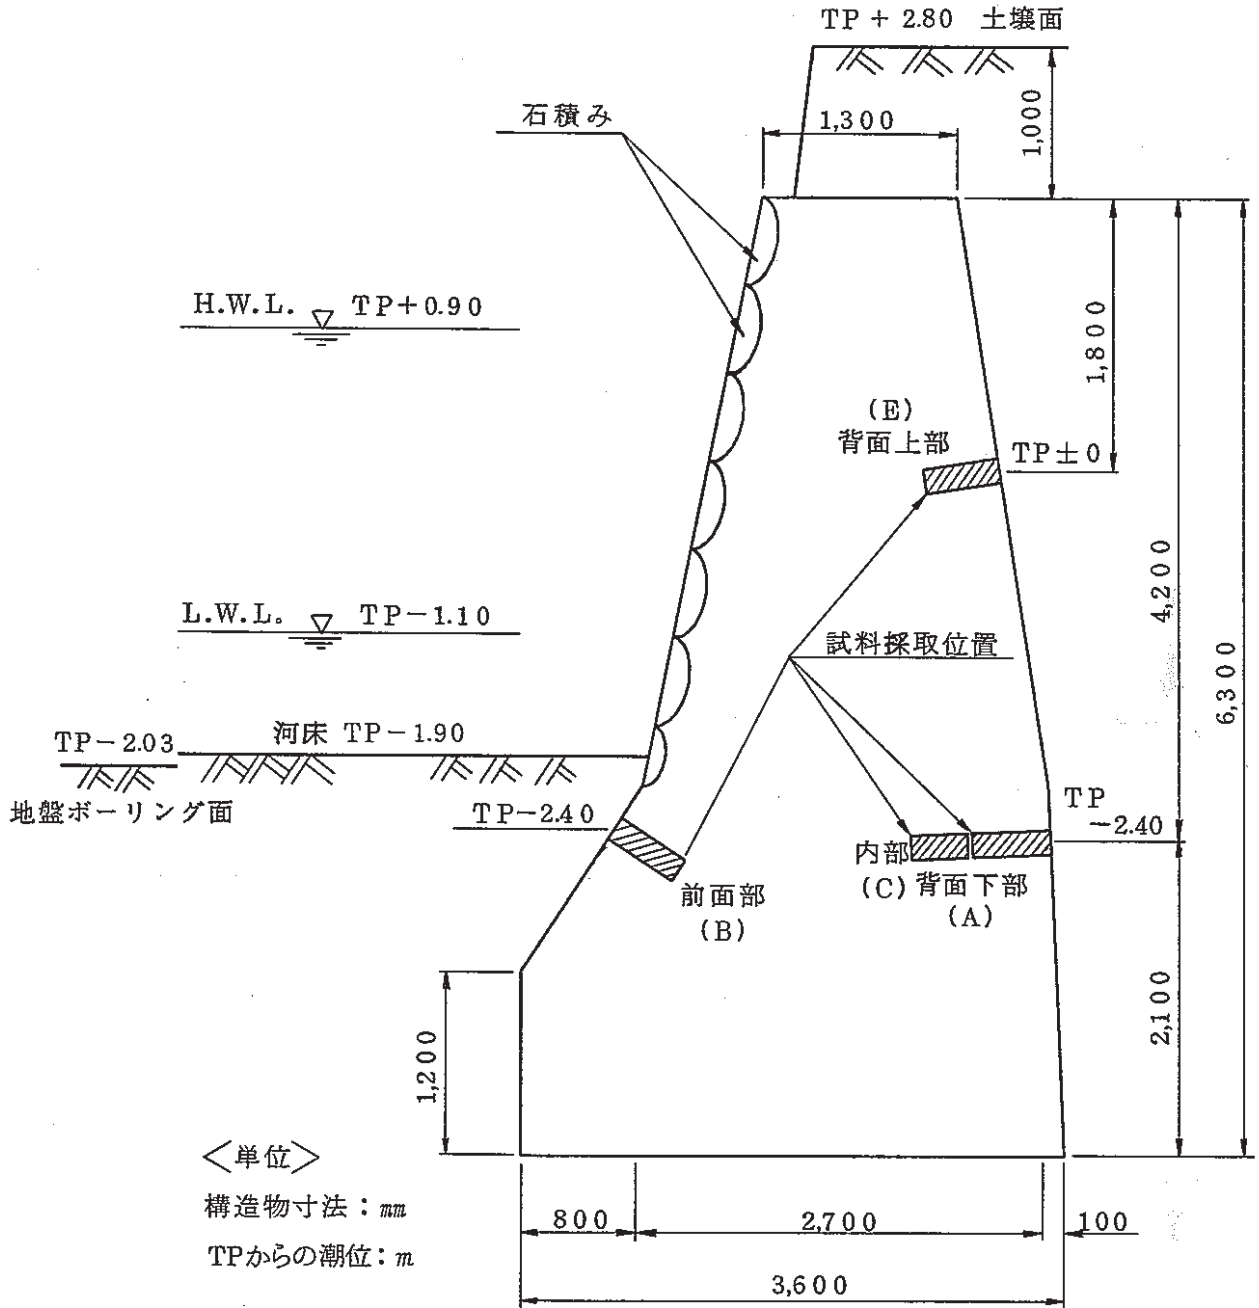 TP + 2.80 土壌面
石積み
1,300
1,000
H.W.L. TP+0.90
1,800
(E)
背面上部
TP±0
4,200
L.W.L. TP-1.10
試料採取位置
6,300
河床 TP-1.90
TP-2.03
地盤ボーリング面
TP-2.40
TP
-2.40
内部
(C)
背面下部
(A)
前面部
(B)
2,100
1,200
<単位>
構造物寸法：mm
TPからの潮位：m
800
2,700
100
3,600